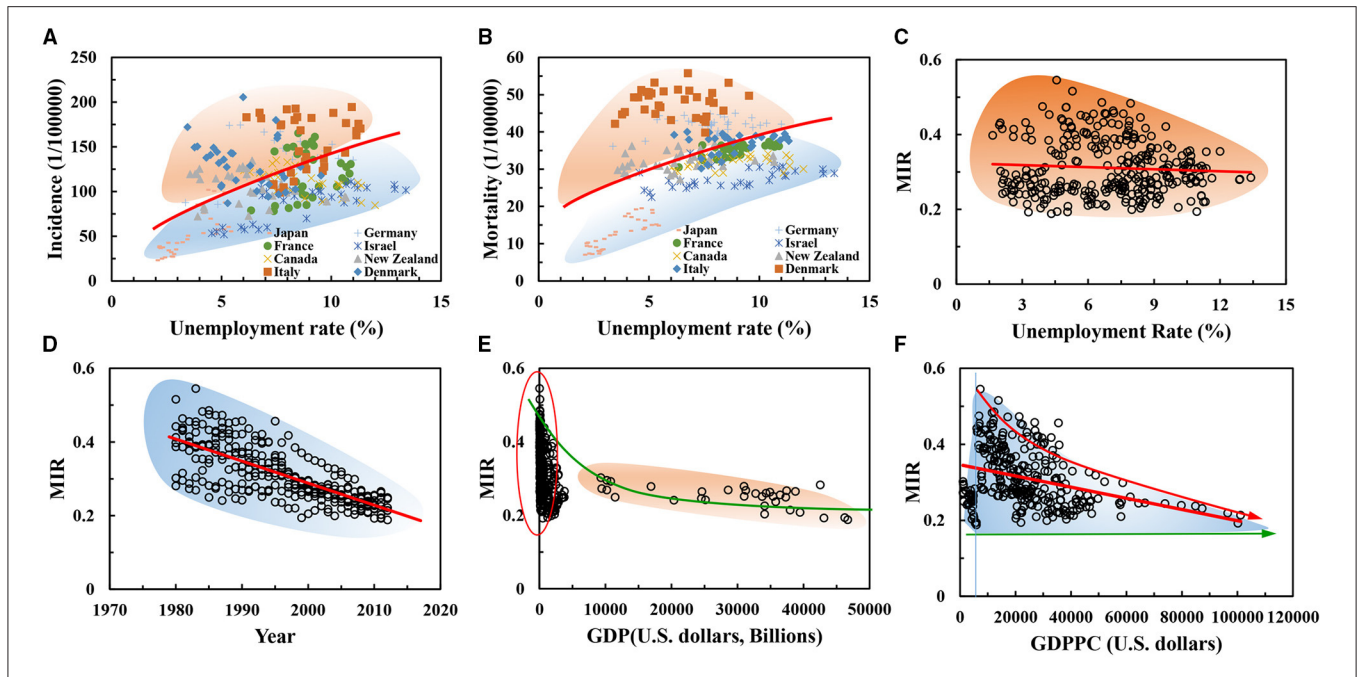 A
Incidence (1/100000)
250
200
150
100
50
0
0 5 10 15
Unemployment rate (%)
Japan Germany
France Israel
Canada New Zealand
Italy Denmark
B
Mortality (1/100000)
60
50
40
30
20
10
0
0 5 10 15
Unemployment rate (%)
Japan Germany
France Israel
Canada New Zealand
Italy Denmark
C
MIR
0.6
0.4
0.2
0
0 3 6 9 12 15
Unemployment Rate (%)
D
MIR
0.6
0.4
0.2
0
1970 1980 1990 2000 2010 2020
Year
E
MIR
0.6
0.4
0.2
0
0 10000 20000 30000 40000 50000
GDP(U.S. dollars, Billions)
F
MIR
0.6
0.4
0.2
0
0 20000 40000 60000 80000 100000 120000
GDPPC (U.S. dollars)